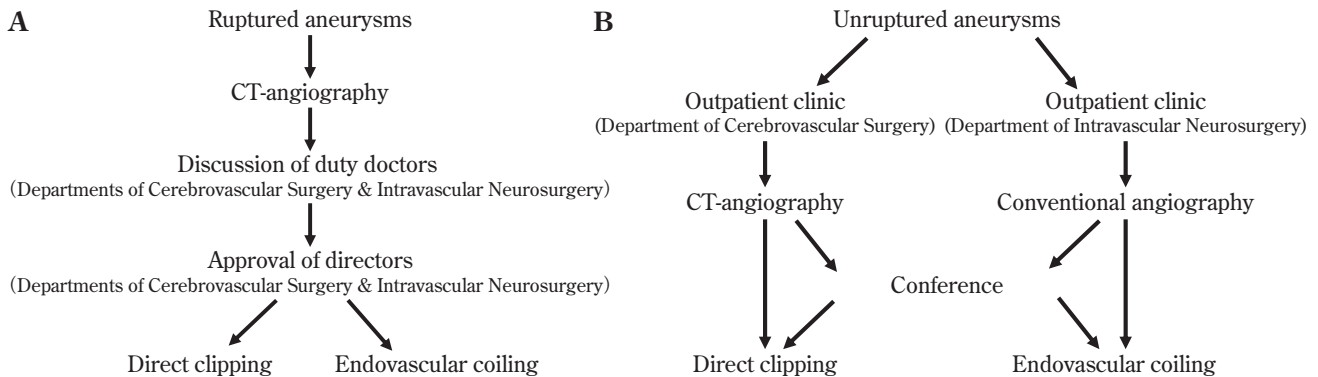 A
Ruptured aneurysms
CT-angiography
Discussion of duty doctors
(Departments of Cerebrovascular Surgery & Intravascular Neurosurgery)
Approval of directors
(Departments of Cerebrovascular Surgery & Intravascular Neurosurgery)
Direct clipping
Endovascular coiling
B
Unruptured aneurysms
Outpatient clinic
(Department of Cerebrovascular Surgery)
Outpatient clinic
(Department of Intravascular Neurosurgery)
CT-angiography
Conventional angiography
Conference
Direct clipping
Endovascular coiling